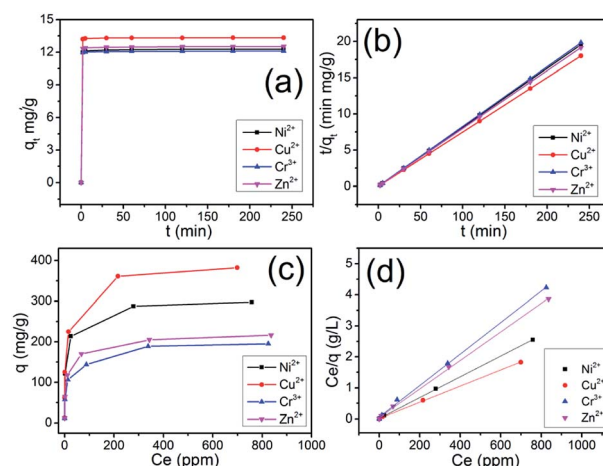 (a)
qt mg/g
15
12
9
6
3
0
Ni2+
Cu2+
Cr3+
Zn2+
0 50 100 150 200 250
t (min)
(b)
t/qt (min mg/g)
20
15
10
5
0
Ni2+
Cu2+
Cr3+
Zn2+
0 50 100 150 200 250
t (min)
(c)
q (mg/g)
400
300
200
100
0
Ni2+
Cu2+
Cr3+
Zn2+
0 200 400 600 800 1000
Ce (ppm)
(d)
Ce/q (g/L)
5
4
3
2
1
0
Ni2+
Cu2+
Cr3+
Zn2+
0 200 400 600 800 1000
Ce (ppm)